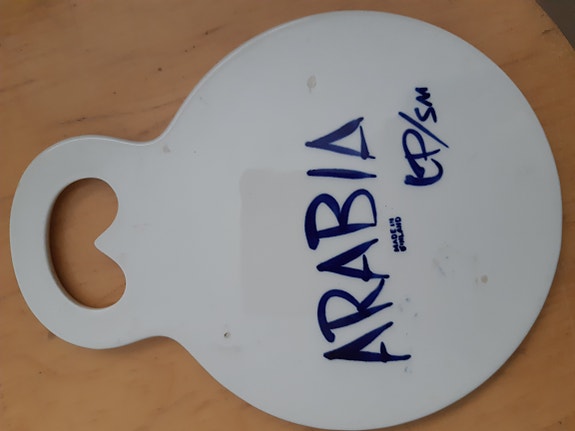 ARABIA
MADE IN
FINLAND
KP/SM